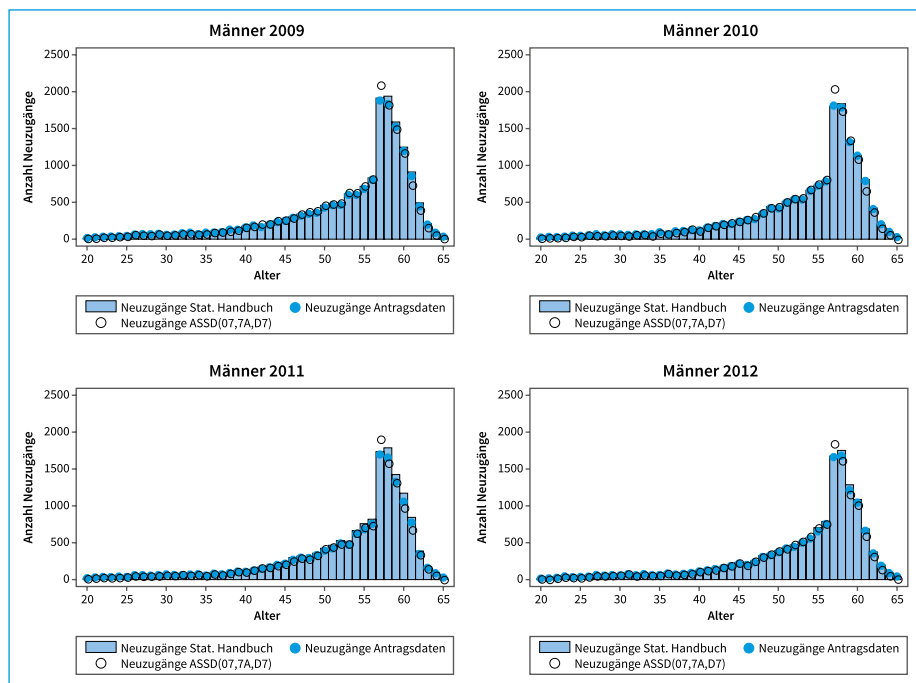 Männer 2009
Anzahl Neuzugänge
2500
2000
1500
1000
500
0
20 25 30 35 40 45 50 55 60 65
Alter
Neuzugänge Stat. Handbuch Neuzugänge Antragsdaten
Neuzugänge ASSD(07,7A,D7)
Männer 2010
Anzahl Neuzugänge
2500
2000
1500
1000
500
0
20 25 30 35 40 45 50 55 60 65
Alter
Neuzugänge Stat. Handbuch Neuzugänge Antragsdaten
Neuzugänge ASSD(07,7A,D7)
Männer 2011
Anzahl Neuzugänge
2500
2000
1500
1000
500
0
20 25 30 35 40 45 50 55 60 65
Alter
Neuzugänge Stat. Handbuch Neuzugänge Antragsdaten
Neuzugänge ASSD(07,7A,D7)
Männer 2012
Anzahl Neuzugänge
2500
2000
1500
1000
500
0
20 25 30 35 40 45 50 55 60 65
Alter
Neuzugänge Stat. Handbuch Neuzugänge Antragsdaten
Neuzugänge ASSD(07,7A,D7)